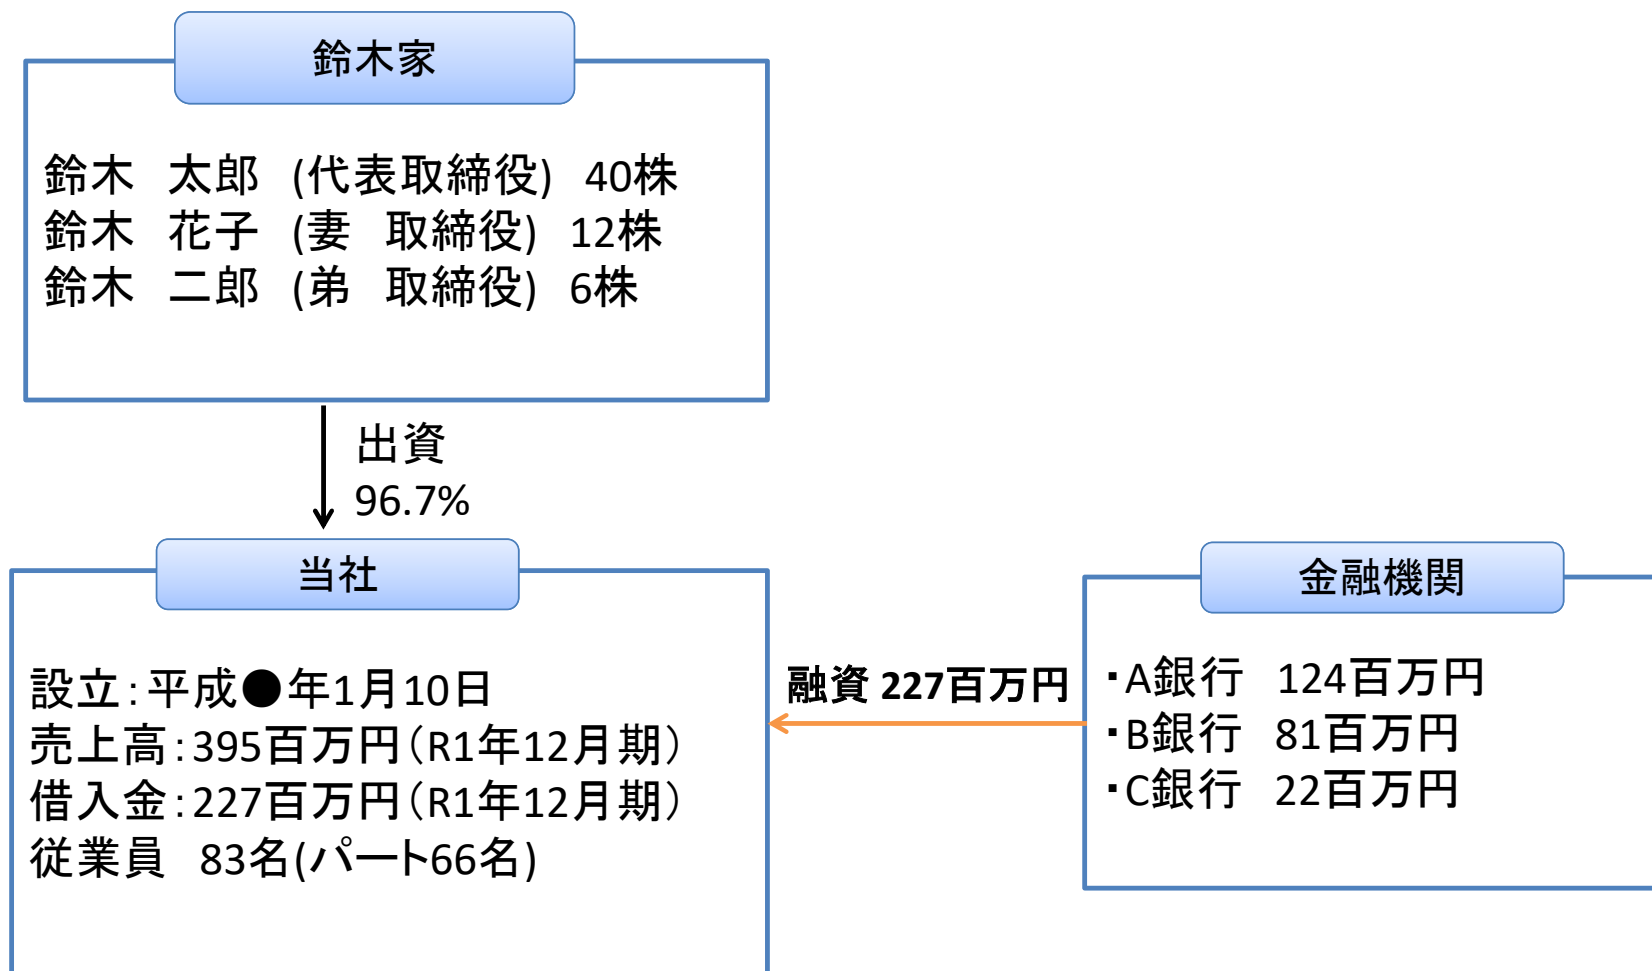 鈴木家
鈴木　太郎　(代表取締役)　40株
鈴木　花子　(妻　取締役)　12株
鈴木　二郎　(弟　取締役)　6株
出資
96.7%
当社
設立：平成●年1月10日
売上高：395百万円（R1年12月期）
借入金：227百万円（R1年12月期）
従業員　83名(パート66名)
融資 227百万円
金融機関
・A銀行　124百万円
・B銀行　81百万円
・C銀行　22百万円